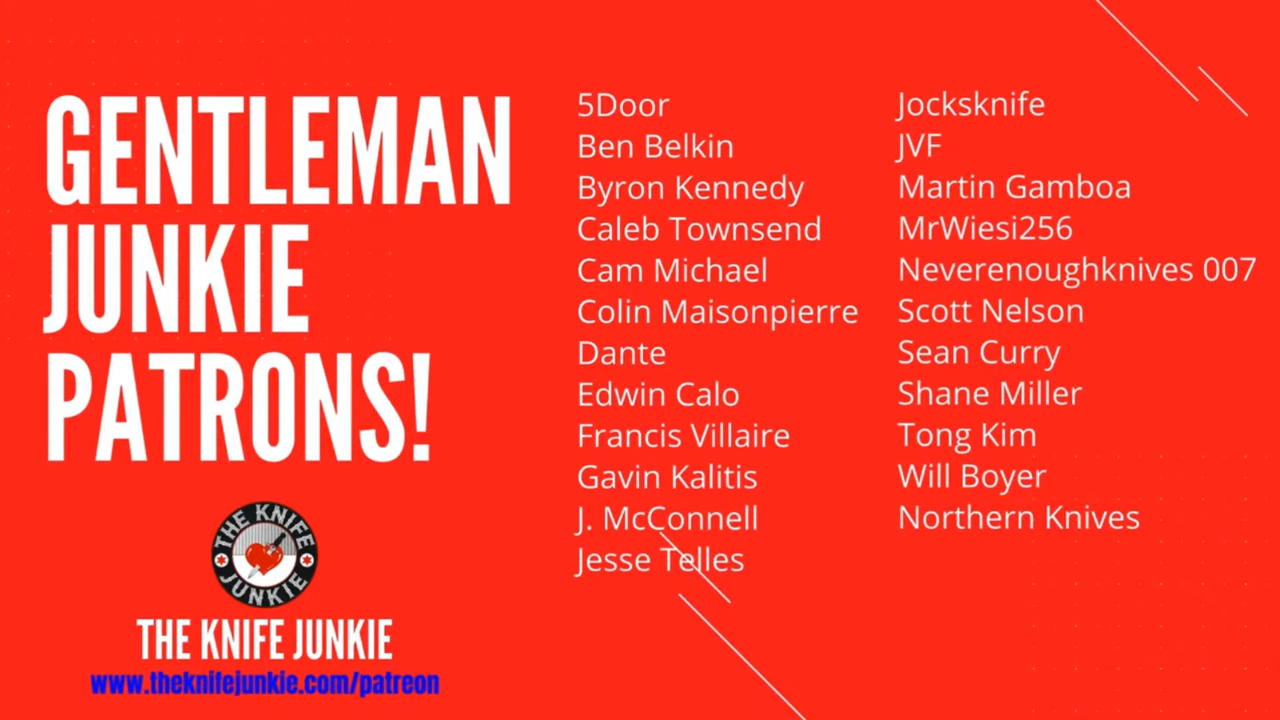 GENTLEMAN
JUNKIE
PATRONS!
THE KNIFE
JUNKIE
THE KNIFE JUNKIE
www.theknifejunkie.com/patreon
5Door
Ben Belkin
Byron Kennedy
Caleb Townsend
Cam Michael
Colin Maisonpierre
Dante
Edwin Calo
Francis Villaire
Gavin Kalitis
J. McConnell
Jesse Telles
Jocksknife
JVF
Martin Gamboa
MrWiesi256
Neverenoughknives 007
Scott Nelson
Sean Curry
Shane Miller
Tong Kim
Will Boyer
Northern Knives